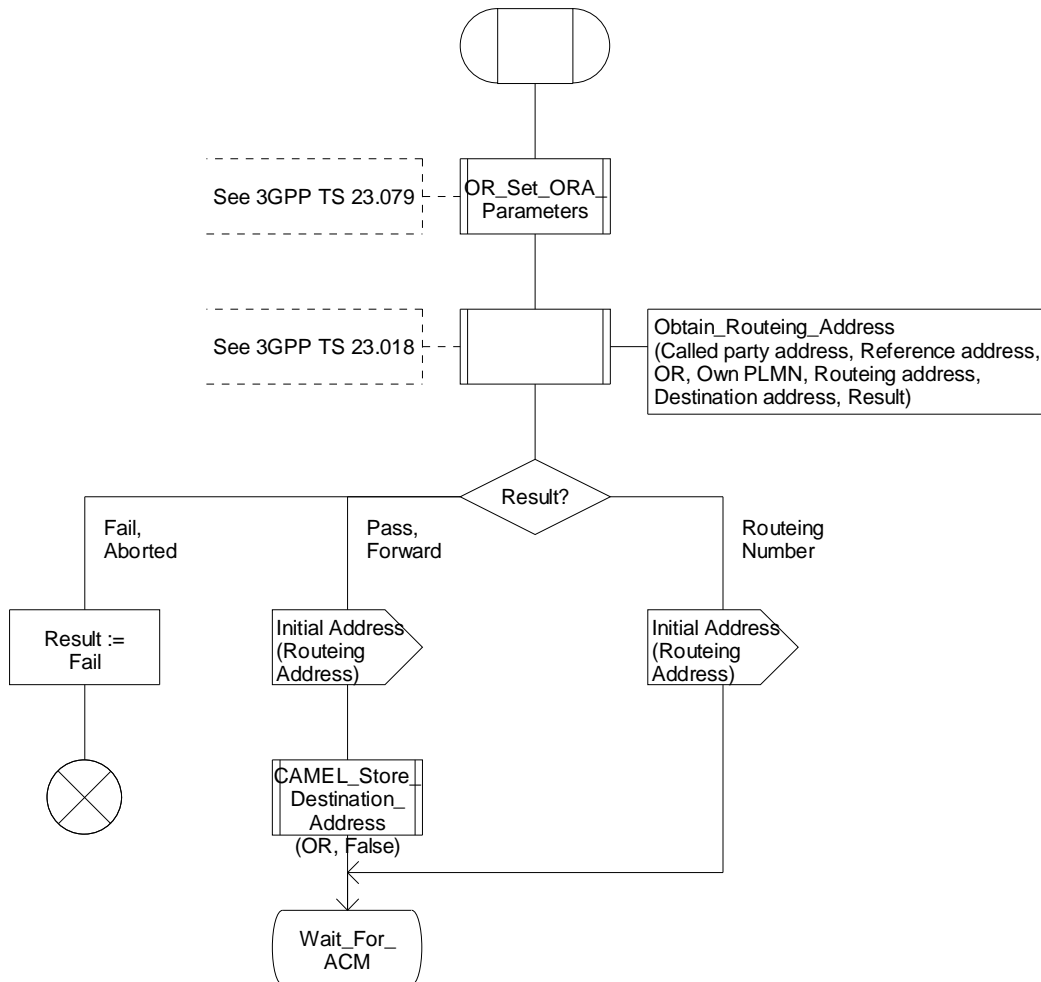 See 3GPP TS 23.079
OR_Set_ORA_
Parameters
See 3GPP TS 23.018
Obtain_Routeing_Address
(Called party address, Reference address,
OR, Own PLMN, Routeing address,
Destination address, Result)
Result?
Fail,
Aborted
Pass,
Forward
Routeing
Number
Result :=
Fail
Initial Address
(Routeing
Address)
Initial Address
(Routeing
Address)
CAMEL_Store_
Destination_
Address
(OR, False)
Wait_For_
ACM